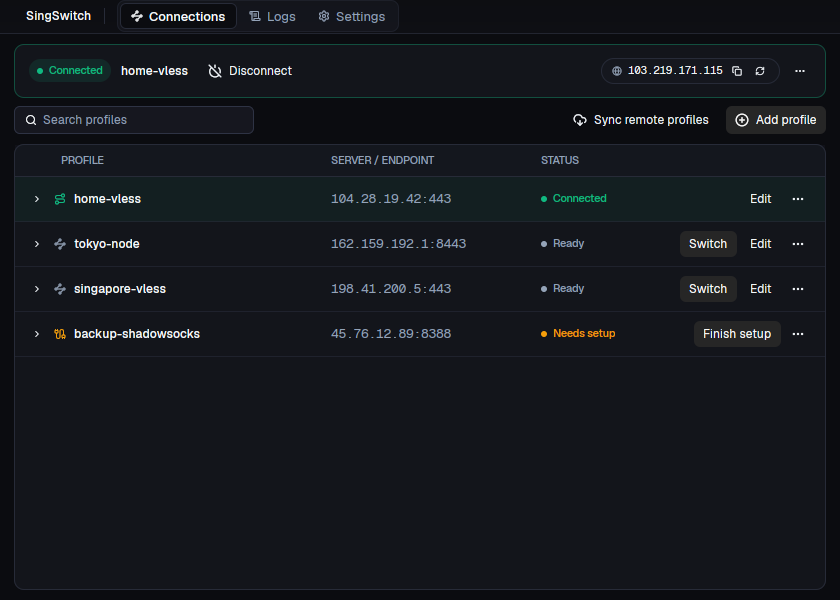 SingSwitch Connections Logs Settings
Connected home-vless Disconnect 103.219.171.115
Search profiles Sync remote profiles Add profile
PROFILE SERVER / ENDPOINT STATUS
home-vless 104.28.19.42:443 Connected Edit
tokyo-node 162.159.192.1:8443 Ready Switch Edit
singapore-vless 198.41.200.5:443 Ready Switch Edit
backup-shadowsocks 45.76.12.89:8388 Needs setup Finish setup